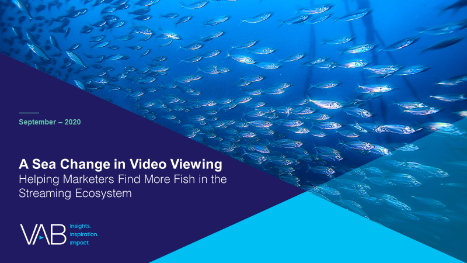 September – 2020
A Sea Change in Video Viewing
Helping Marketers Find More Fish in the
Streaming Ecosystem
VAB
Insights.
Inspiration.
Impact.